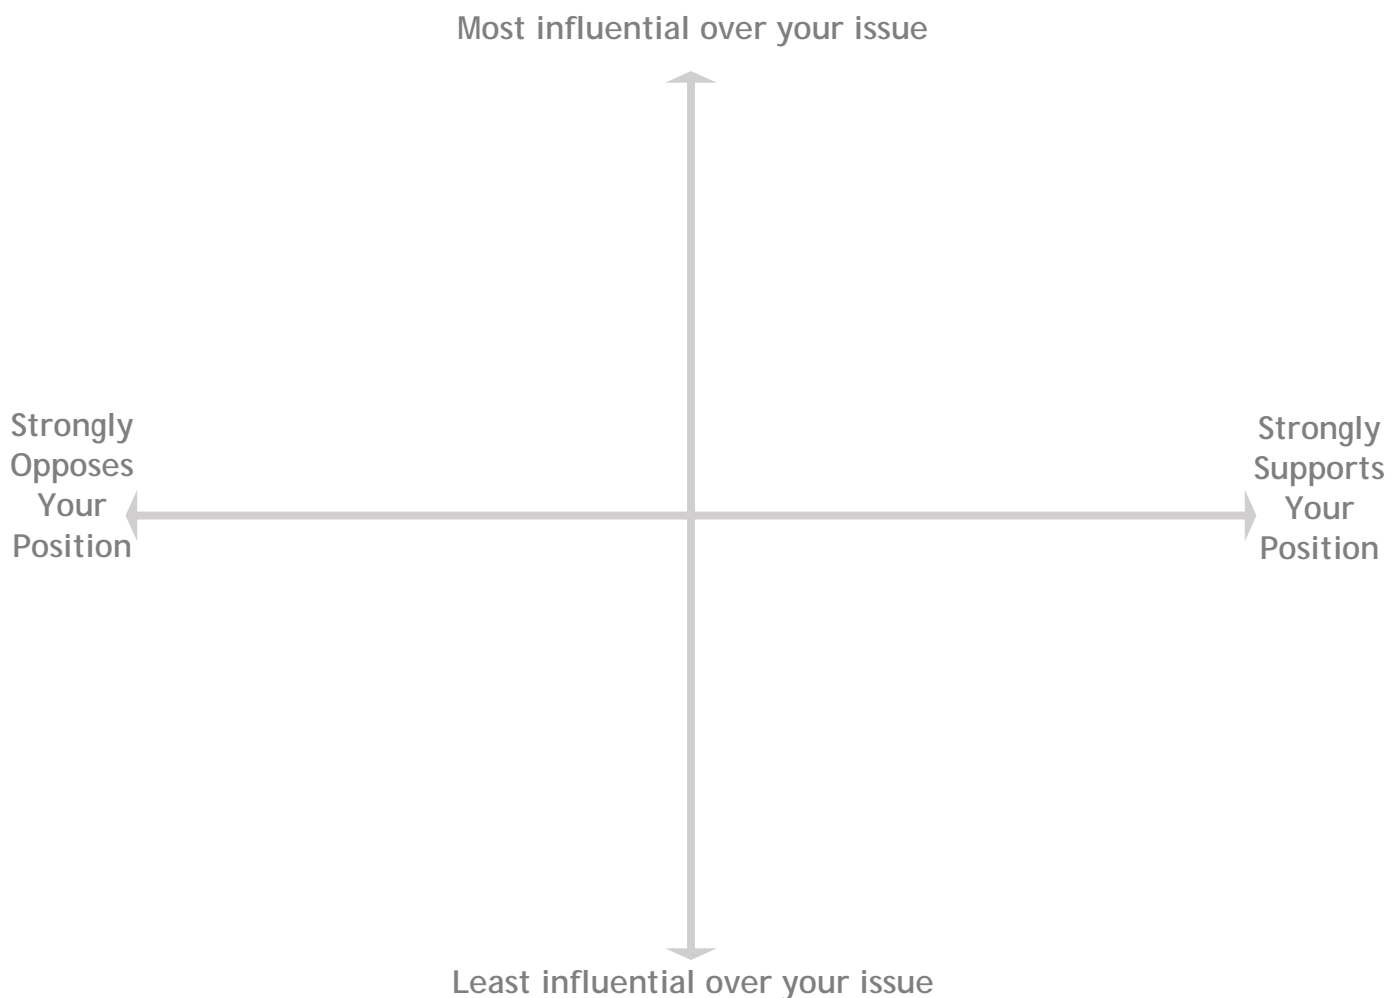 Most influential over your issue
Strongly
Opposes
Your
Position
Strongly
Supports
Your
Position
Least influential over your issue